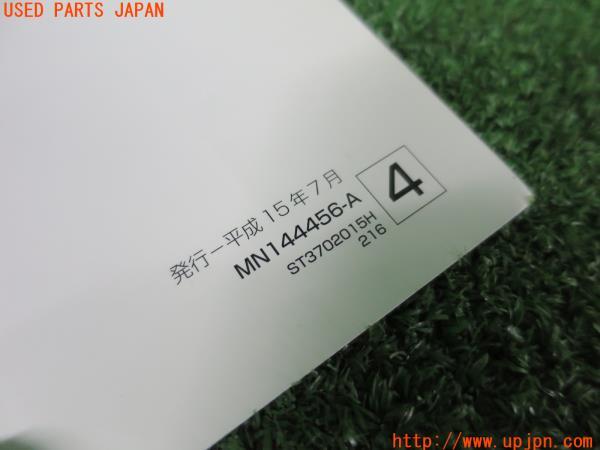 USED PARTS JAPAN
発行－平成15年7月
MN144456-A
ST3702015H
216
4
http://www.upjpn.com/